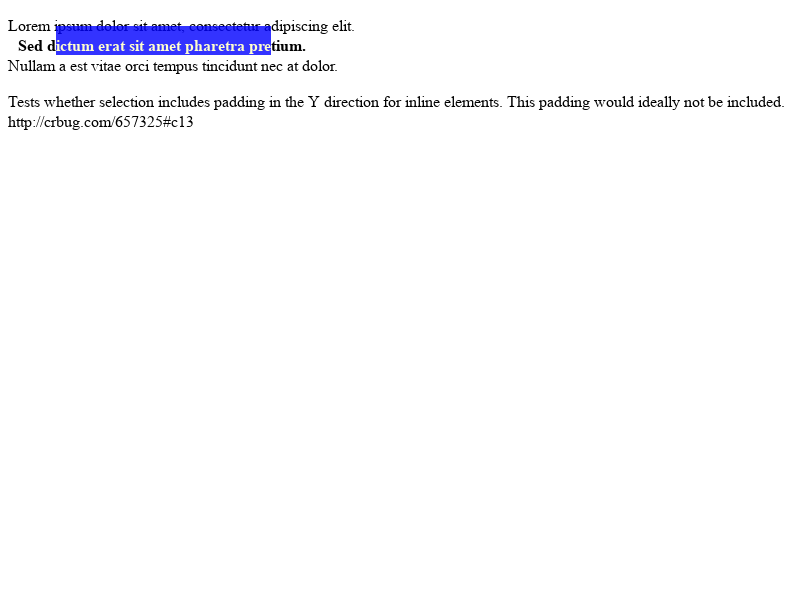 Lorem ipsum dolor sit amet, consectetur adipiscing elit.
Sed dictum erat sit amet pharetra pretium.
Nullam a est vitae orci tempus tincidunt nec at dolor.
Tests whether selection includes padding in the Y direction for inline elements. This padding would ideally not be included.
http://crbug.com/657325#c13